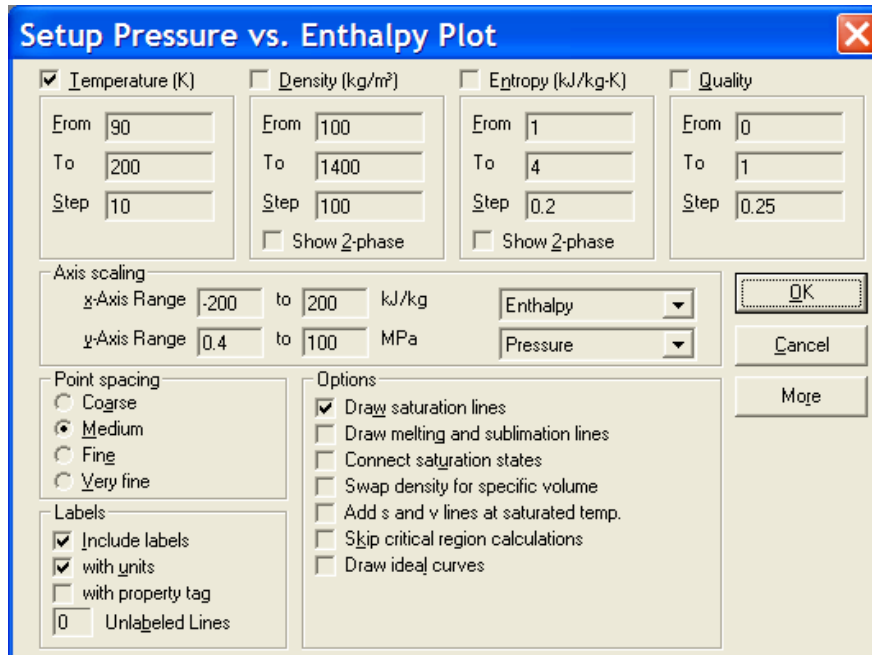 Setup Pressure vs. Enthalpy Plot
Temperature (K) Density (kg/m³) Entropy (kJ/kg-K) Quality
From 90 From 100 From 1 From 0
To 200 To 1400 To 4 To 1
Step 10 Step 100 Step 0.2 Step 0.25
Show 2-phase Show 2-phase
Axis scaling
x-Axis Range -200 to 200 kJ/kg Enthalpy OK
y-Axis Range 0.4 to 100 MPa Pressure Cancel
Point spacing Options More
Coarse Draw saturation lines
Medium Draw melting and sublimation lines
Fine Connect saturation states
Very fine Swap density for specific volume
Labels Add s and v lines at saturated temp.
Include labels Skip critical region calculations
with units Draw ideal curves
with property tag
0 Unlabeled Lines